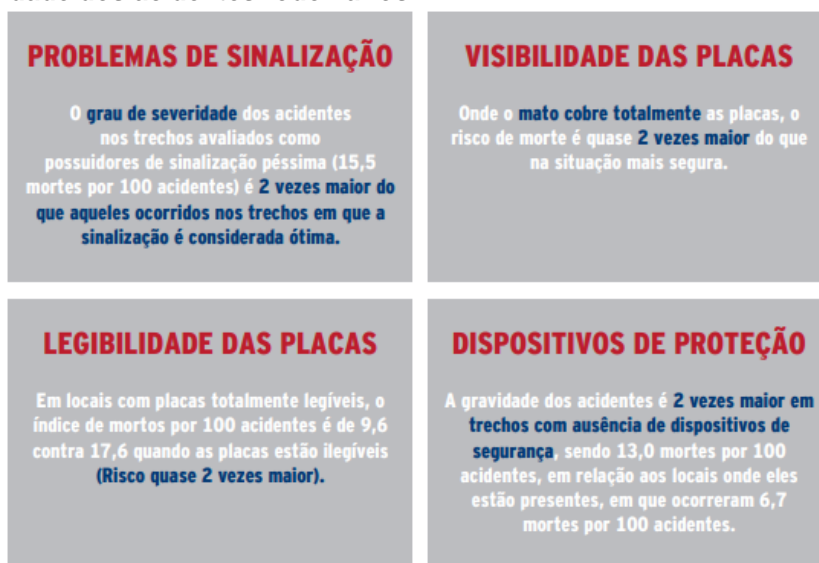 PROBLEMAS DE SINALIZAÇÃO
O grau de severidade dos acidentes
nos trechos avaliados como
possuidores de sinalização péssima (15,5
mortes por 100 acidentes) é 2 vezes maior do
que aqueles ocorridos nos trechos em que a
sinalização é considerada ótima.
VISIBILIDADE DAS PLACAS
Onde o mato cobre totalmente as placas, o
risco de morte é quase 2 vezes maior do que
na situação mais segura.
LEGIBILIDADE DAS PLACAS
Em locais com placas totalmente legíveis, o
índice de mortos por 100 acidentes é de 9,6
contra 17,6 quando as placas estão ilegíveis
(Risco quase 2 vezes maior).
DISPOSITIVOS DE PROTEÇÃO
A gravidade dos acidentes é 2 vezes maior em
trechos com ausência de dispositivos de
segurança, sendo 13,0 mortes por 100
acidentes, em relação aos locais onde eles
estão presentes, em que ocorreram 6,7
mortes por 100 acidentes.